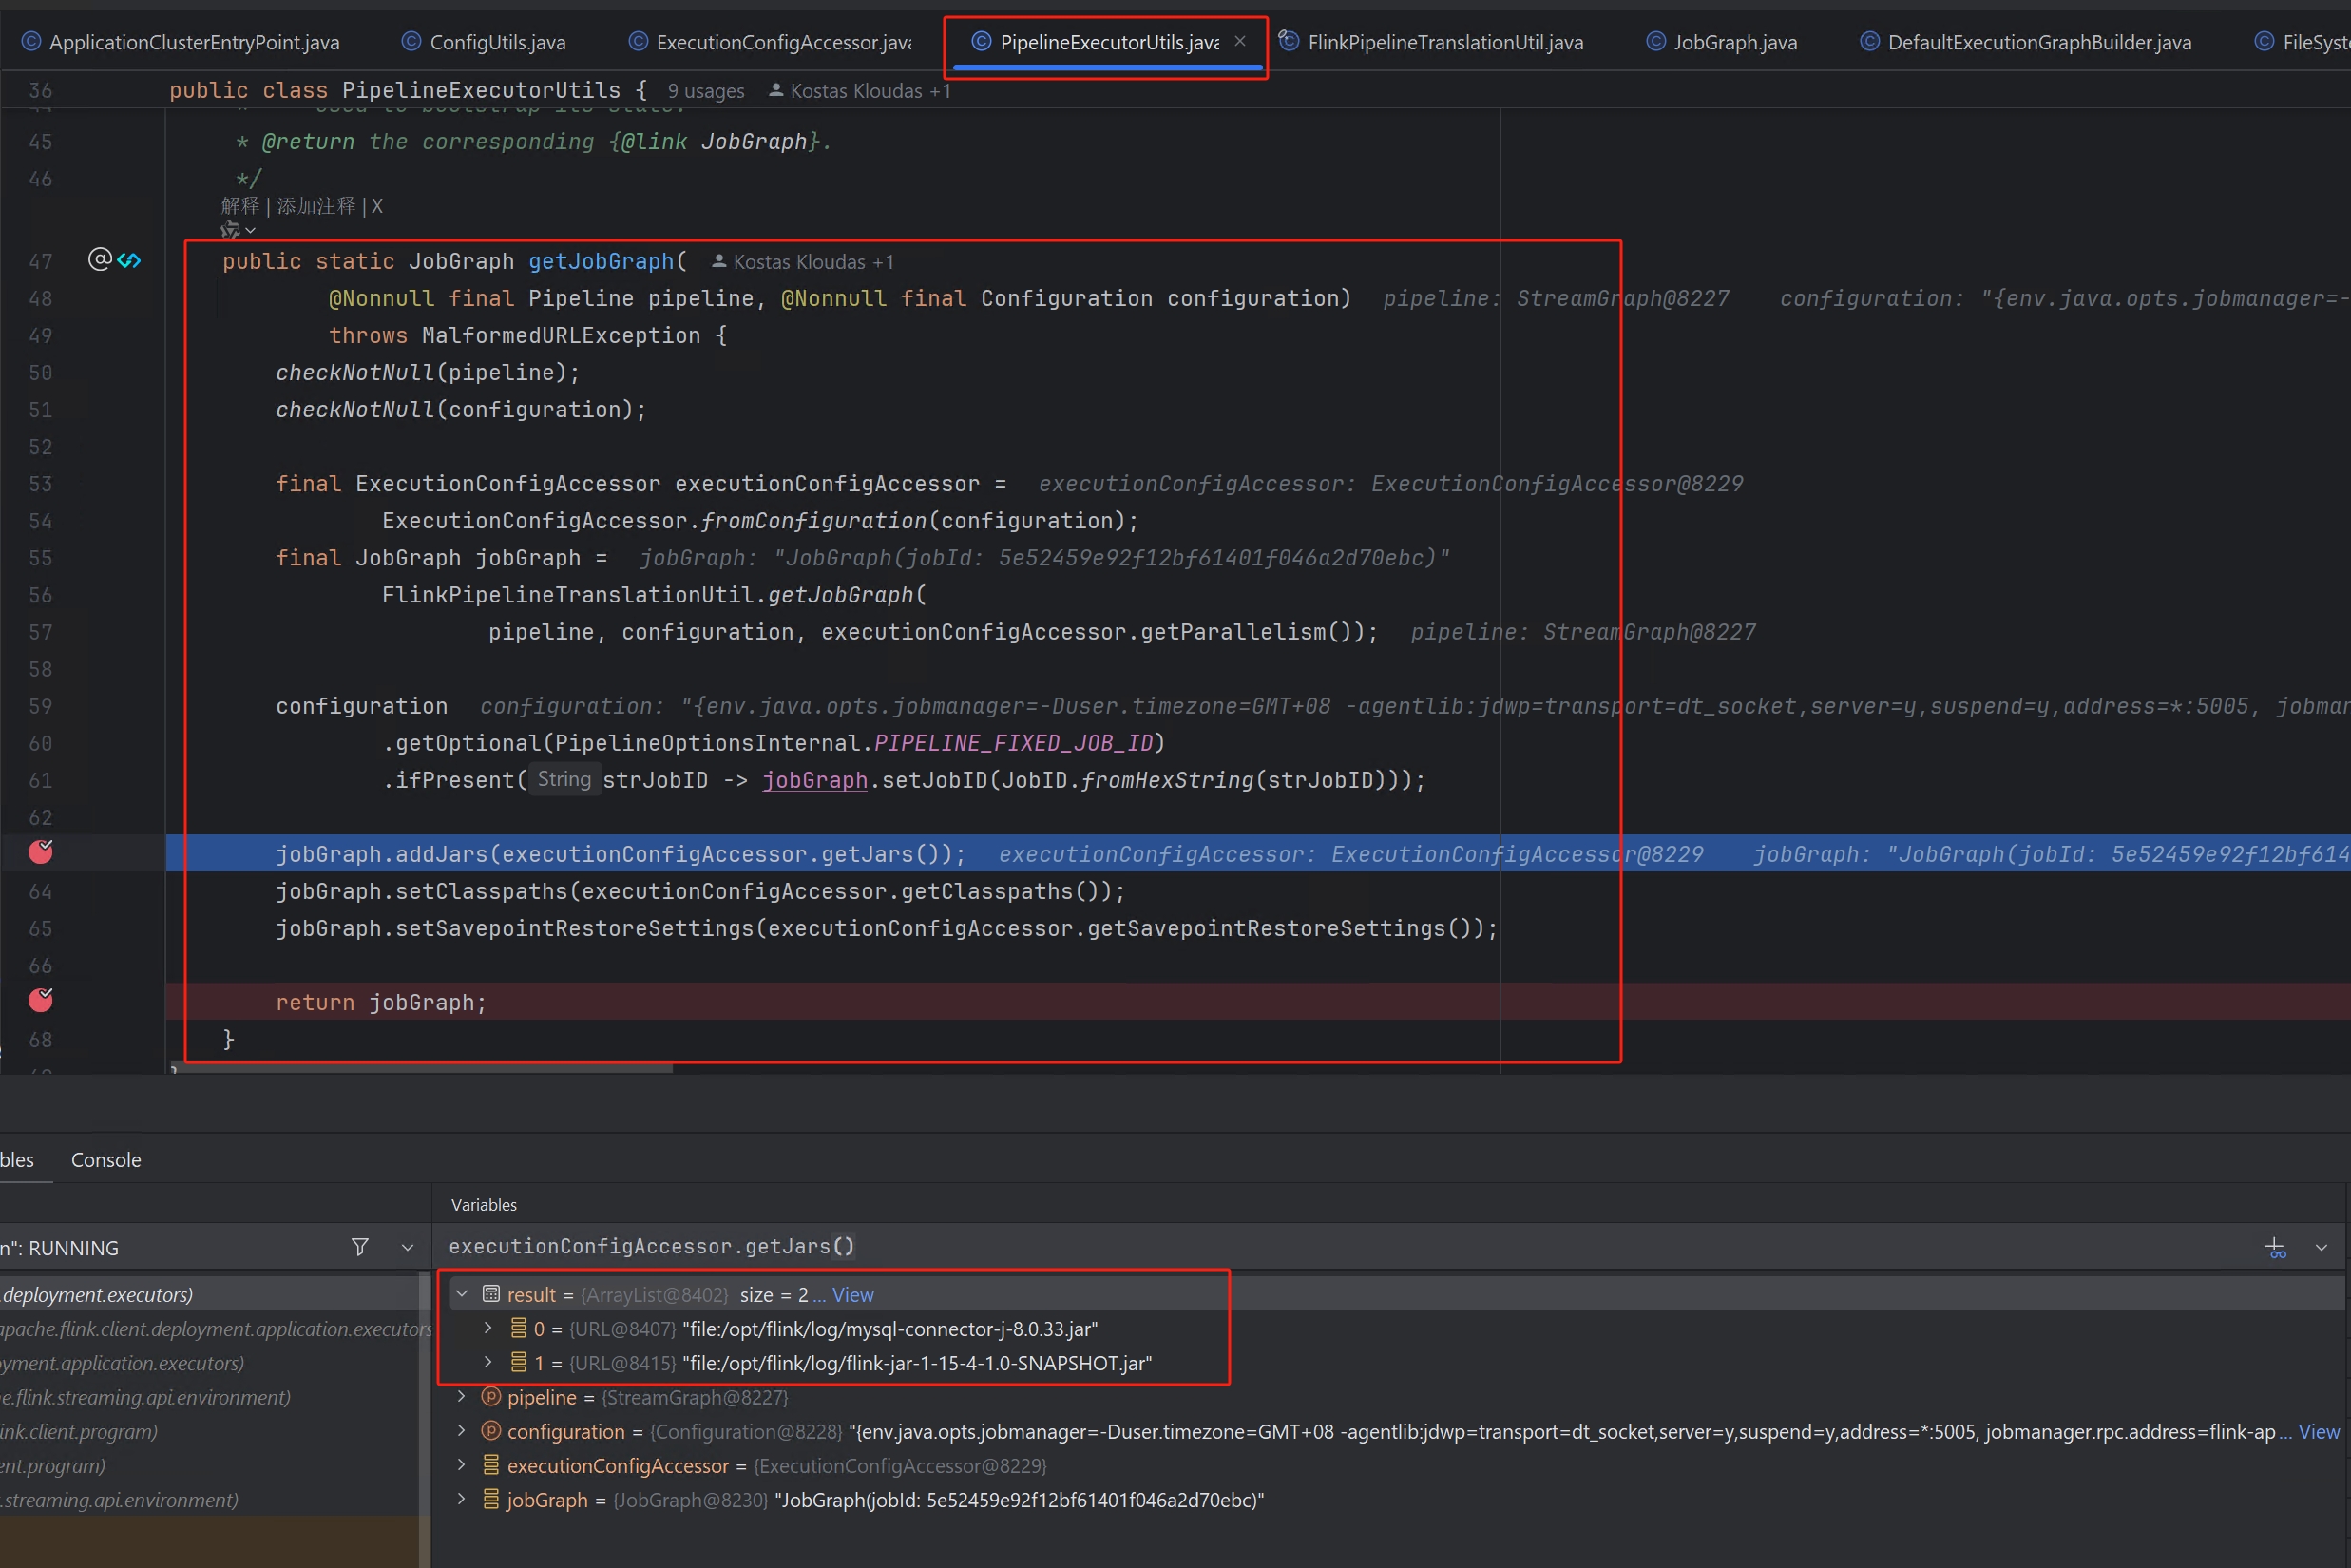 ApplicationClusterEntryPoint.java ConfigUtils.java ExecutionConfigAccessor.java PipelineExecutorUtils.java × FlinkPipelineTranslationUtil.java JobGraph.java DefaultExecutionGraphBuilder.java FileSyst
36 public class PipelineExecutorUtils { 9 usages Kostas Kloudas +1
44 * used to bootstrap its state.
45 * @return the corresponding {@link JobGraph}.
46 */
解释 | 添加注释 | X
47 public static JobGraph getJobGraph( Kostas Kloudas +1
48 @Nonnull final Pipeline pipeline, @Nonnull final Configuration configuration) pipeline: StreamGraph@8227 configuration: "{env.java.opts.jobmanager=-
49 throws MalformedURLException {
50 checkNotNull(pipeline);
51 checkNotNull(configuration);
52
53 final ExecutionConfigAccessor executionConfigAccessor = executionConfigAccessor: ExecutionConfigAccessor@8229
54 ExecutionConfigAccessor.fromConfiguration(configuration);
55 final JobGraph jobGraph = jobGraph: "JobGraph(jobId: 5e52459e92f12bf61401f046a2d70ebc)"
56 FlinkPipelineTranslationUtil.getJobGraph(
57 pipeline, configuration, executionConfigAccessor.getParallelism()); pipeline: StreamGraph@8227
58
59 configuration configuration: "{env.java.opts.jobmanager=-Duser.timezone=GMT+08 -agentlib:jdwp=transport=dt_socket,server=y,suspend=y,address=*:5005, jobman
60 .getOptional(PipelineOptionsInternal.PIPELINE_FIXED_JOB_ID)
61 .ifPresent( String strJobID -> jobGraph.setJobID(JobID.fromHexString(strJobID)));
62
jobGraph.addJars(executionConfigAccessor.getJars()); executionConfigAccessor: ExecutionConfigAccessor@8229 jobGraph: "JobGraph(jobId: 5e52459e92f12bf614
64 jobGraph.setClasspaths(executionConfigAccessor.getClasspaths());
65 jobGraph.setSavepointRestoreSettings(executionConfigAccessor.getSavepointRestoreSettings());
66
return jobGraph;
68 }
}
bles Console
Variables
n": RUNNING executionConfigAccessor.getJars()
.deployment.executors) result = {ArrayList@8402} size = 2 ... View
apache.flink.client.deployment.application.executors 0 = {URL@8407} "file:/opt/flink/log/mysql-connector-j-8.0.33.jar"
oyment.application.executors) 1 = {URL@8415} "file:/opt/flink/log/flink-jar-1-15-4-1.0-SNAPSHOT.jar"
e.flink.streaming.api.environment) pipeline = {StreamGraph@8227}
ink.client.program) configuration = {Configuration@8228} "{env.java.opts.jobmanager=-Duser.timezone=GMT+08 -agentlib:jdwp=transport=dt_socket,server=y,suspend=y,address=*:5005, jobmanager.rpc.address=flink-ap ... View
ent.program) executionConfigAccessor = {ExecutionConfigAccessor@8229}
.streaming.api.environment) jobGraph = {JobGraph@8230} "JobGraph(jobId: 5e52459e92f12bf61401f046a2d70ebc)"